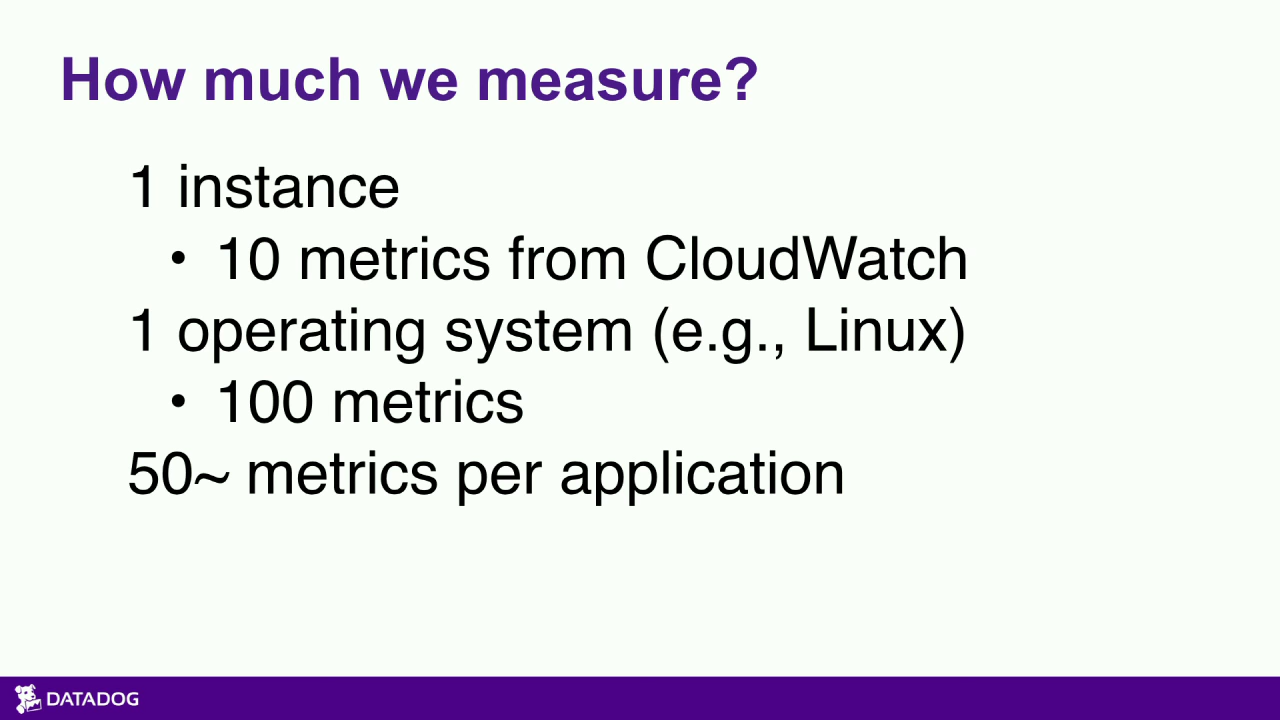 How much we measure?
1 instance
• 10 metrics from CloudWatch
1 operating system (e.g., Linux)
• 100 metrics
50~ metrics per application
DATADOG